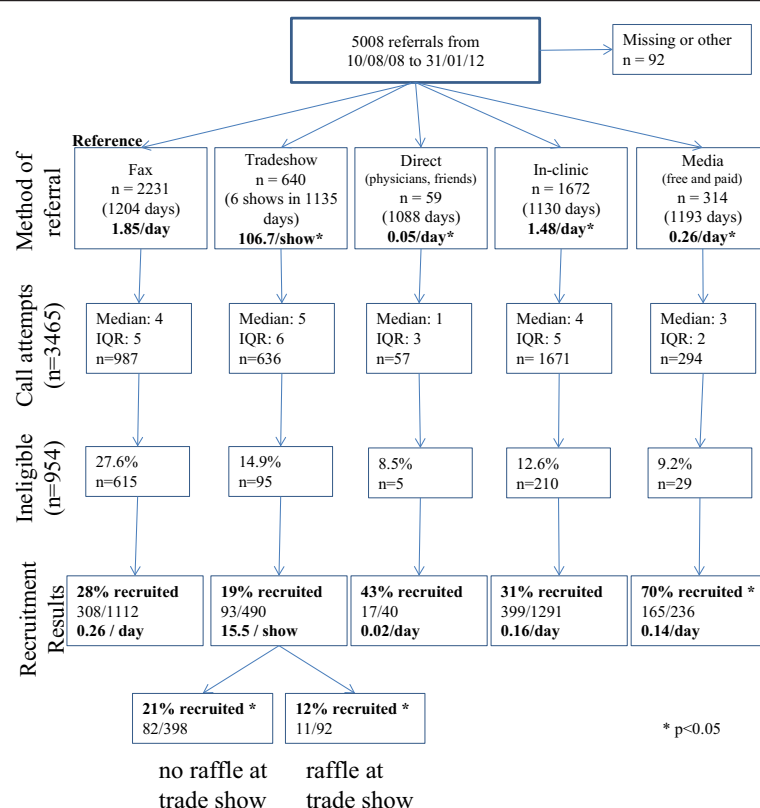 5008 referrals from
10/08/08 to 31/01/12
Missing or other
n = 92
Method of
referral
Reference
Fax
n = 2231
(1204 days)
1.85/day
Tradeshow
n = 640
(6 shows in 1135
days)
106.7/show*
Direct
(physicians, friends)
n = 59
(1088 days)
0.05/day*
In-clinic
n = 1672
(1130 days)
1.48/day*
Media
(free and paid)
n = 314
(1193 days)
0.26/day*
Call attempts
(n=3465)
Median: 4
IQR: 5
n=987
Median: 5
IQR: 6
n=636
Median: 1
IQR: 3
n=57
Median: 4
IQR: 5
n= 1671
Median: 3
IQR: 2
n=294
Ineligible
(n=954)
27.6%
n=615
14.9%
n=95
8.5%
n=5
12.6%
n=210
9.2%
n=29
Recruitment
Results
28% recruited
308/1112
0.26 / day
19% recruited
93/490
15.5 / show
43% recruited
17/40
0.02/day
31% recruited
399/1291
0.16/day
70% recruited *
165/236
0.14/day
21% recruited *
82/398
12% recruited *
11/92
* p<0.05
no raffle at
trade show
raffle at
trade show